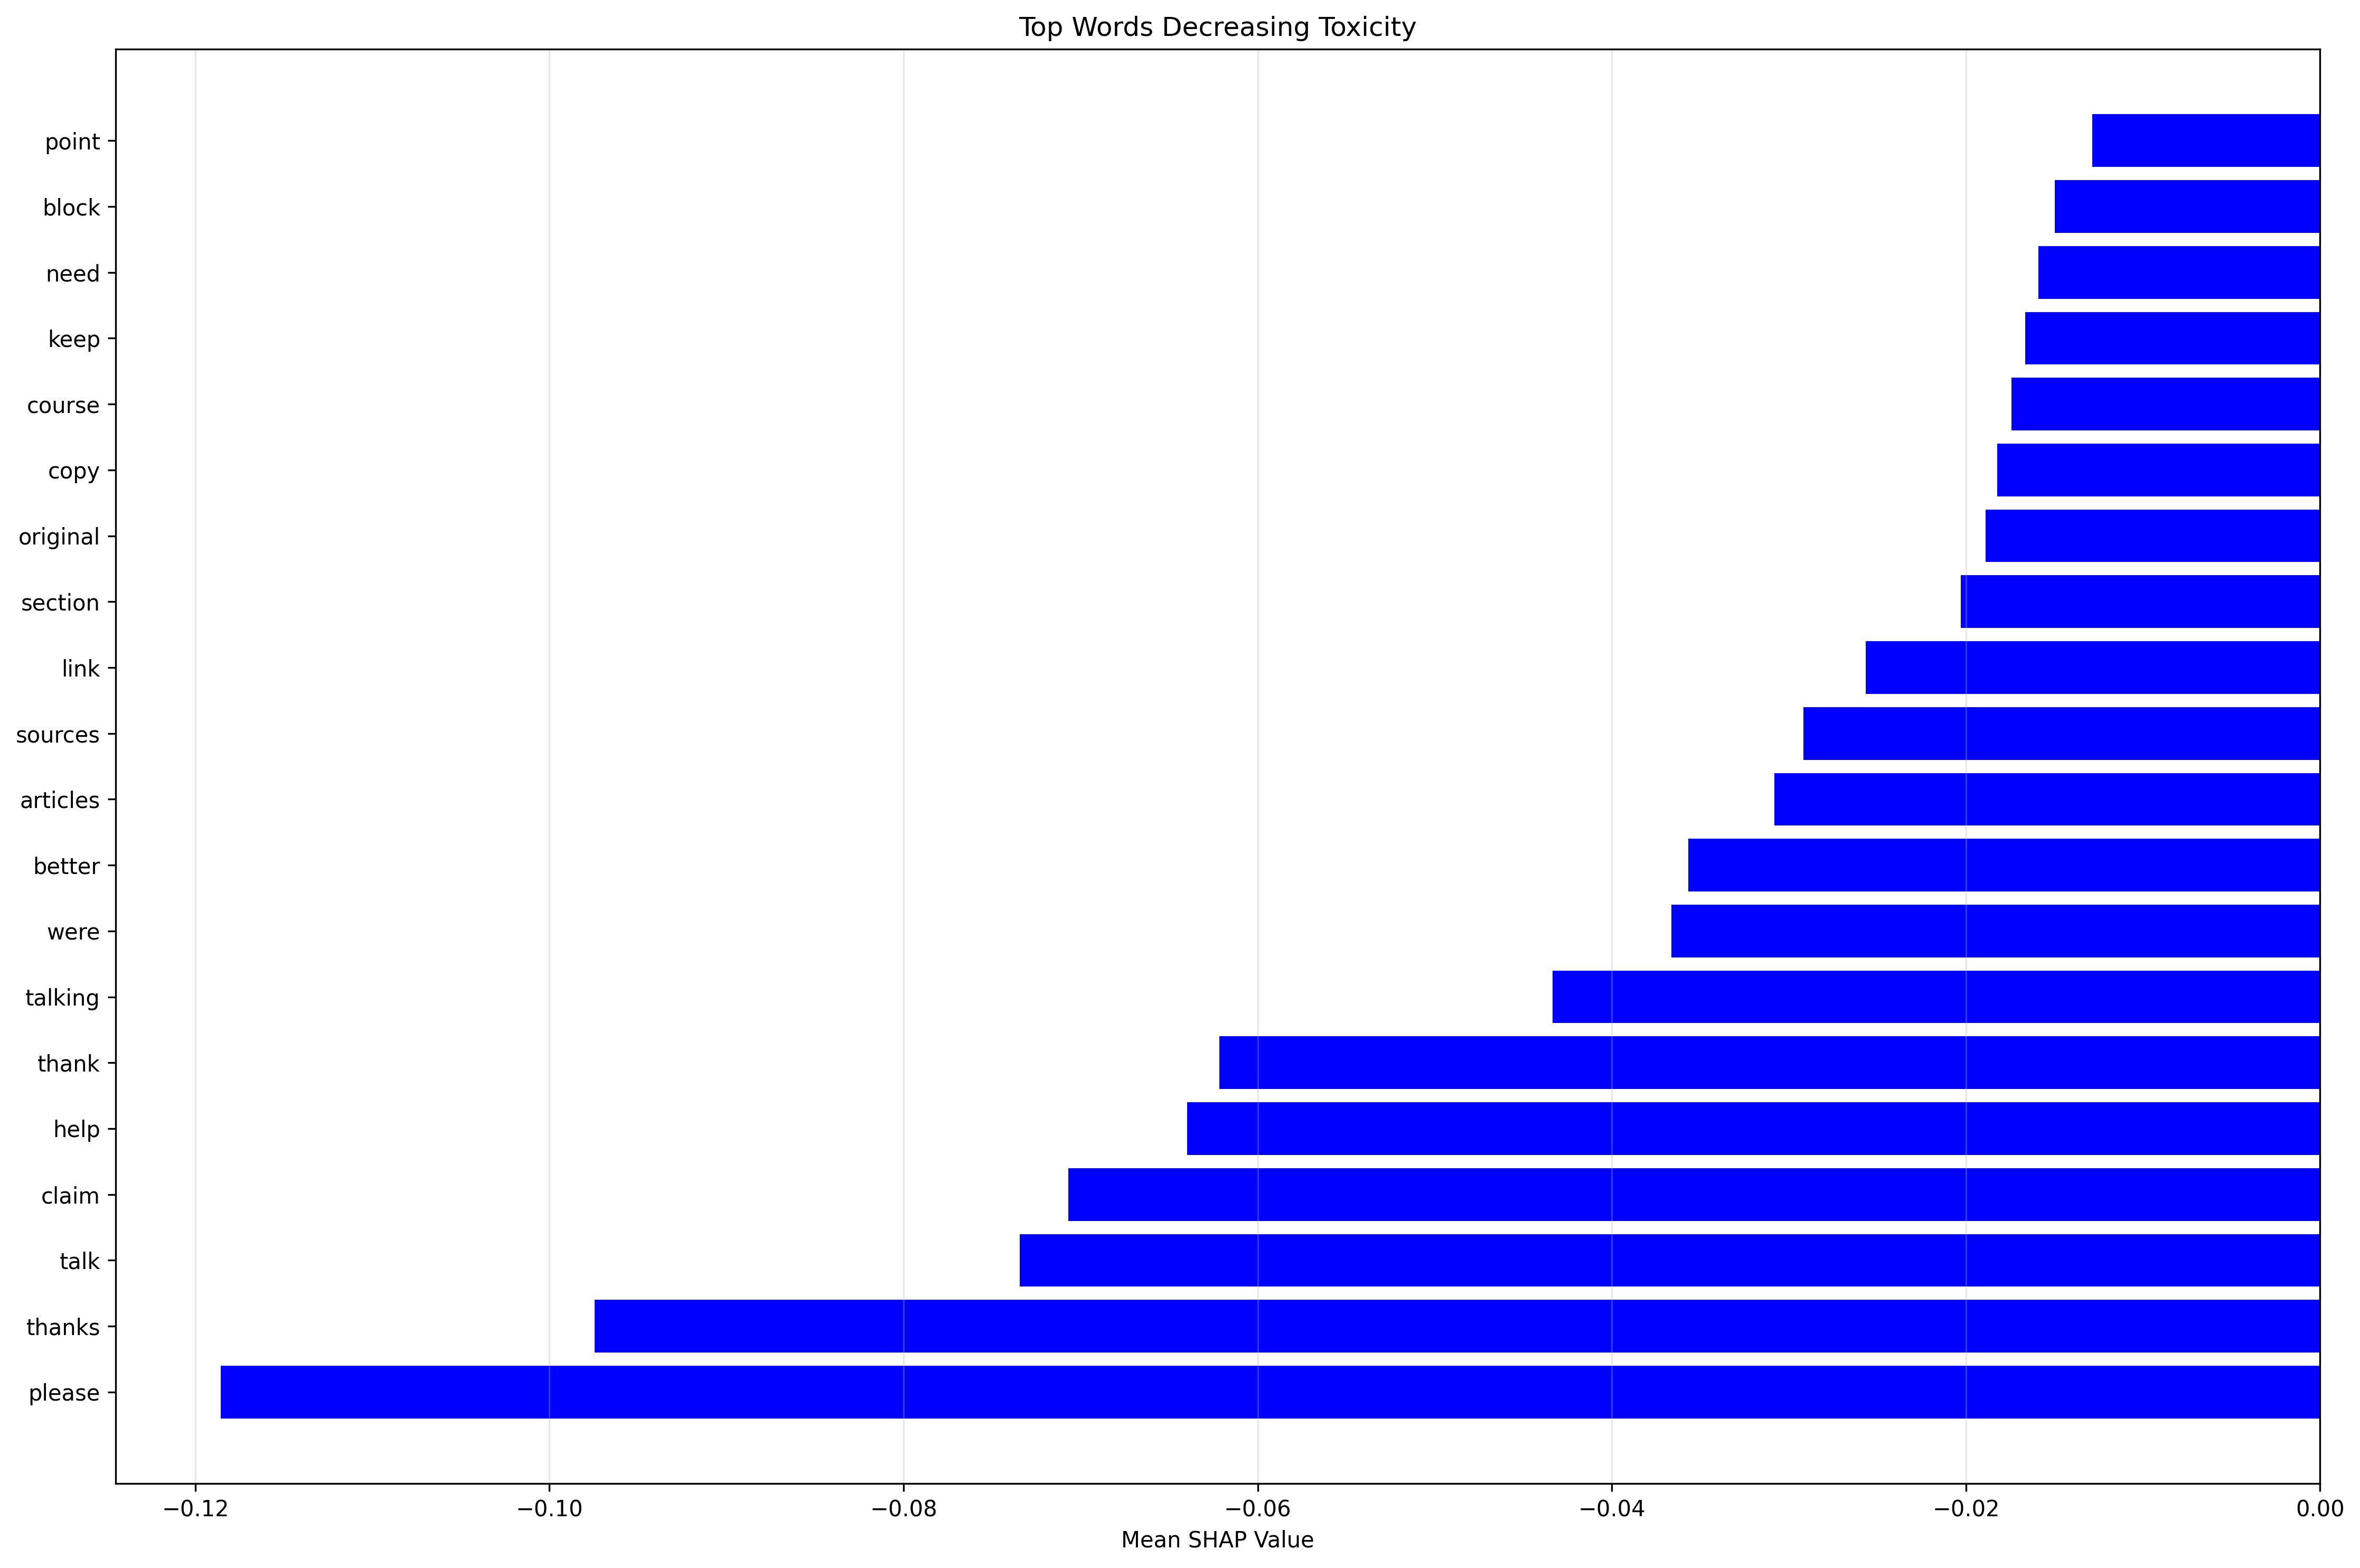 Top Words Decreasing Toxicity
point
block
need
keep
course
copy
original
section
link
sources
articles
better
were
talking
thank
help
claim
talk
thanks
please
−0.12 −0.10 −0.08 −0.06 −0.04 −0.02 0.00
Mean SHAP Value